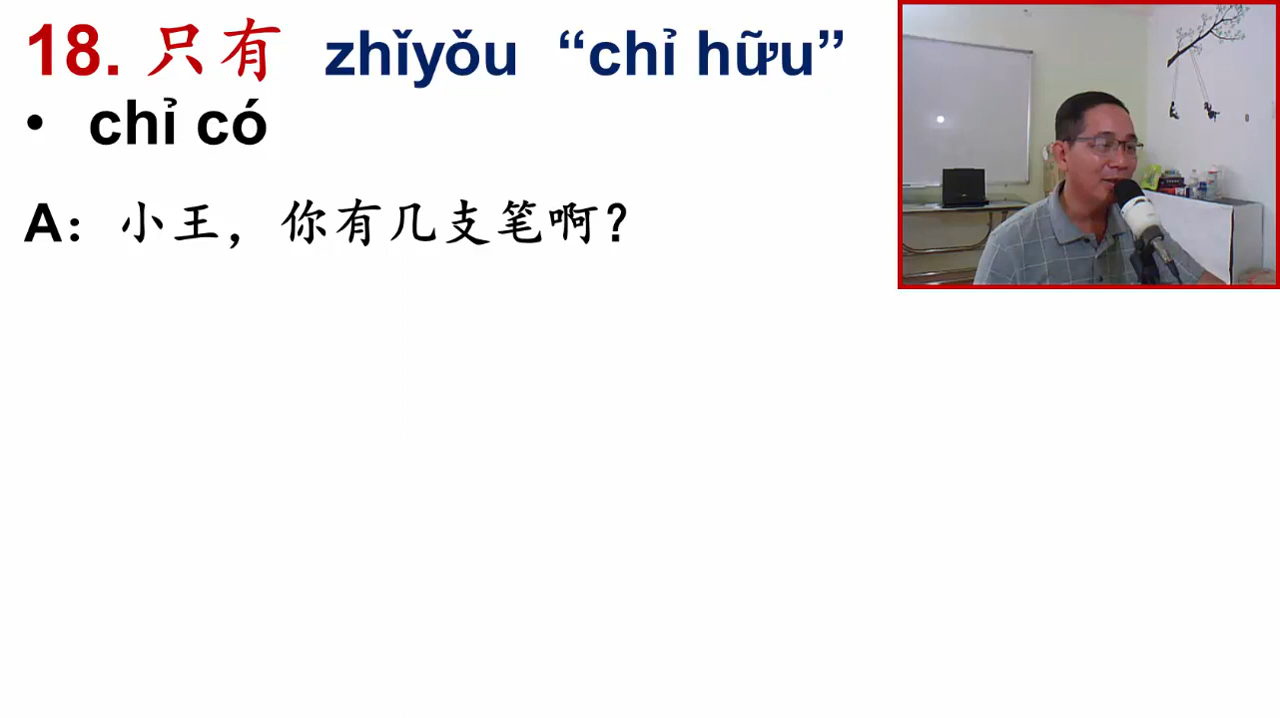 18. 只有 zhǐyǒu “chỉ hữu”
• chỉ có
A：小王，你有几支笔啊？